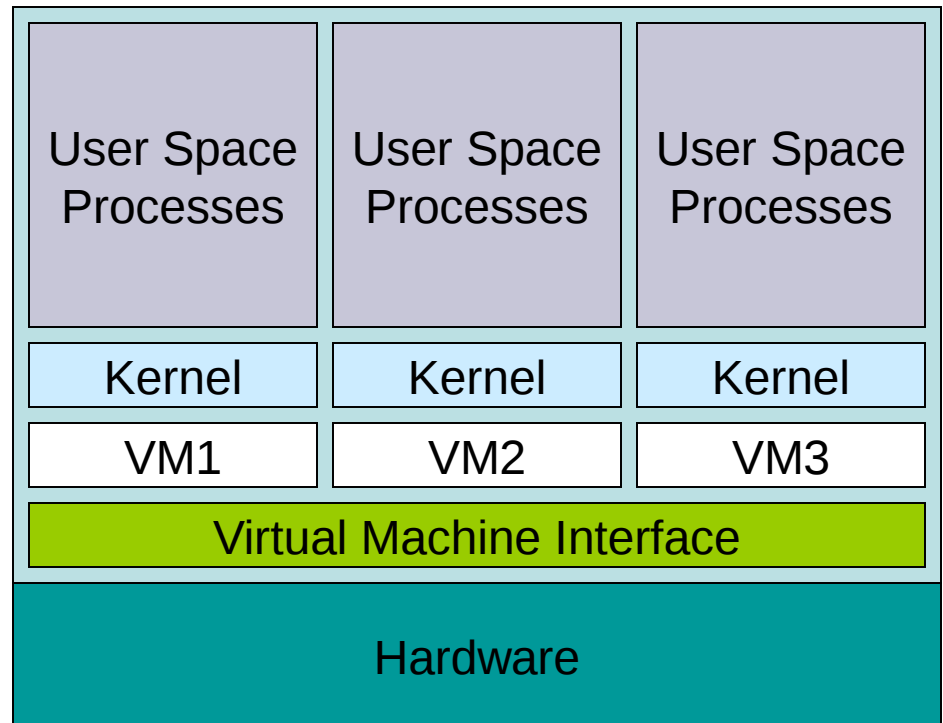 User Space
Processes
User Space
Processes
User Space
Processes
Kernel
Kernel
Kernel
VM1
VM2
VM3
Virtual Machine Interface
Hardware